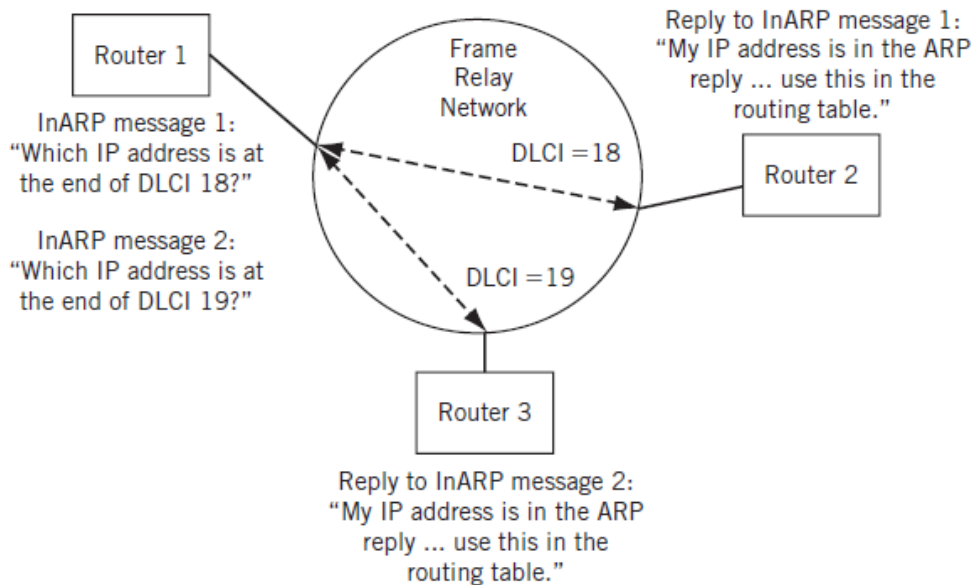 Router 1
InARP message 1:
“Which IP address is at
the end of DLCI 18?”
InARP message 2:
“Which IP address is at
the end of DLCI 19?”
Frame
Relay
Network
DLCI = 18
DLCI = 19
Reply to InARP message 1:
“My IP address is in the ARP
reply ... use this in the
routing table.”
Router 2
Router 3
Reply to InARP message 2:
“My IP address is in the ARP
reply ... use this in the
routing table.”